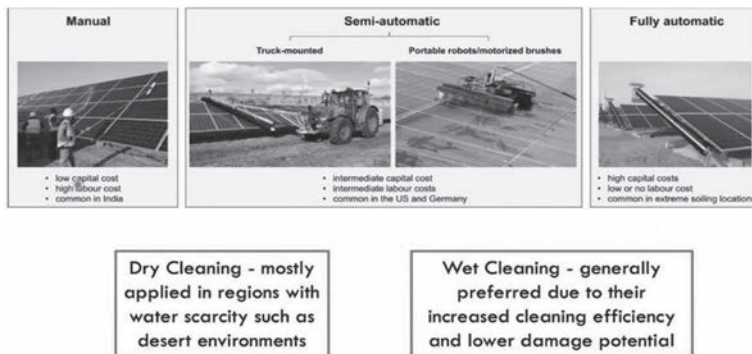 Manual
Semi-automatic
Truck-mounted
Portable robots/motorized brushes
Fully automatic
• low capital cost
• high labour cost
• common in India
• intermediate capital cost
• intermediate labour costs
• common in the US and Germany
• high capital costs
• low or no labour cost
• common in extreme soiling location
Dry Cleaning - mostly
applied in regions with
water scarcity such as
desert environments
Wet Cleaning - generally
preferred due to their
increased cleaning efficiency
and lower damage potential